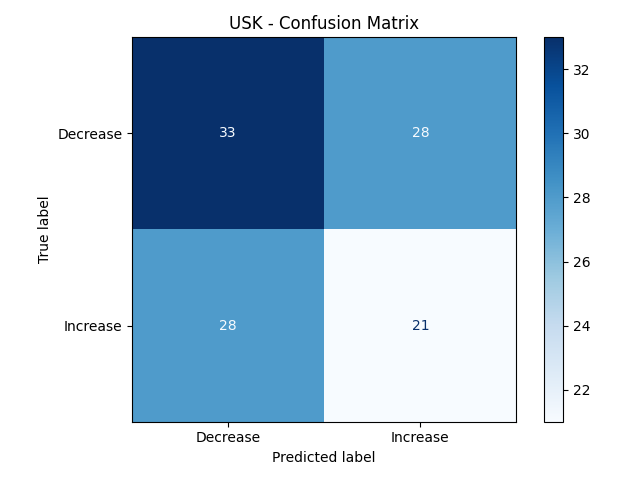 USK - Confusion Matrix
True label
Decrease
33
28
Increase
28
21
Decrease
Increase
Predicted label
32
30
28
26
24
22